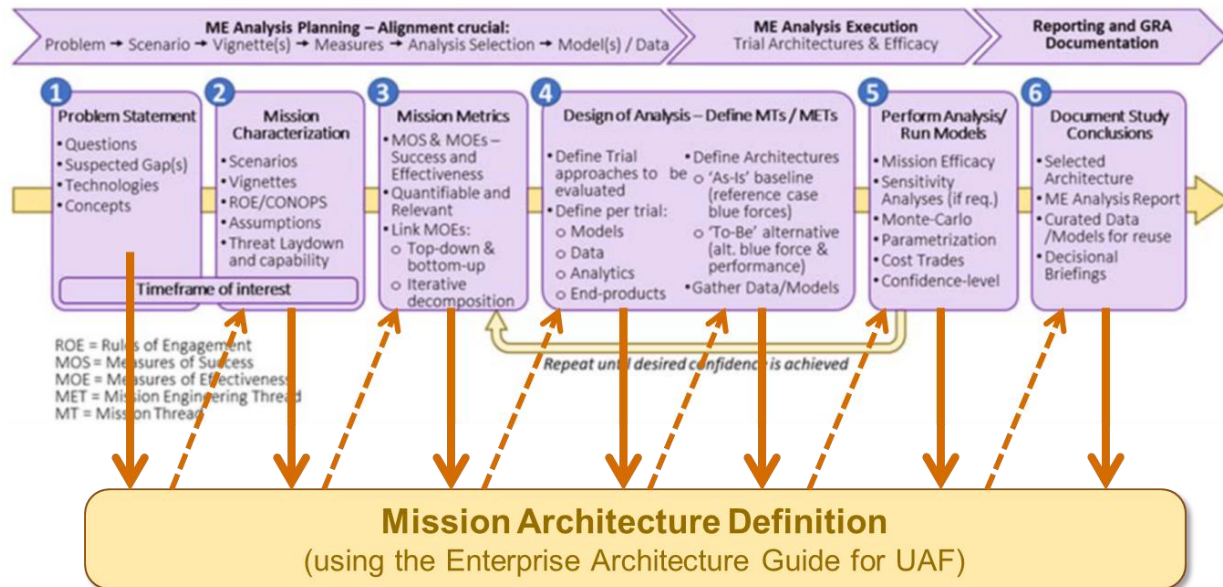 ME Analysis Planning – Alignment crucial:
Problem → Scenario → Vignette(s) → Measures → Analysis Selection → Model(s) / Data
ME Analysis Execution
Trial Architectures & Efficacy
Reporting and GRA
Documentation
1
Problem Statement
•Questions
•Suspected Gap(s)
•Technologies
•Concepts
2
Mission
Characterization
•Scenarios
•Vignettes
•ROE/CONOPS
•Assumptions
•Threat Laydown
and capability
Timeframe of interest
3
Mission Metrics
•MOS & MOEs –
Success and
Effectiveness
•Quantifiable and
Relevant
•Link MOEs:
o Top-down &
bottom-up
o Iterative
decomposition
4
Design of Analysis – Define MTs / METs
•Define Trial
approaches to be
evaluated
•Define per trial:
o Models
o Data
o Analytics
o End-products
•Define Architectures
o 'As-Is' baseline
(reference case
blue forces)
o 'To-Be' alternative
(alt. blue force &
performance)
•Gather Data/Models
5
Perform Analysis/
Run Models
•Mission Efficacy
•Sensitivity
Analyses (if req.)
•Monte-Carlo
•Parametrization
•Cost Trades
•Confidence-level
6
Document Study
Conclusions
•Selected
Architecture
•ME Analysis Report
•Curated Data
/Models for reuse
•Decisional
Briefings
Repeat until desired confidence is achieved
ROE = Rules of Engagement
MOS = Measures of Success
MOE = Measures of Effectiveness
MET = Mission Engineering Thread
MT = Mission Thread
Mission Architecture Definition
(using the Enterprise Architecture Guide for UAF)